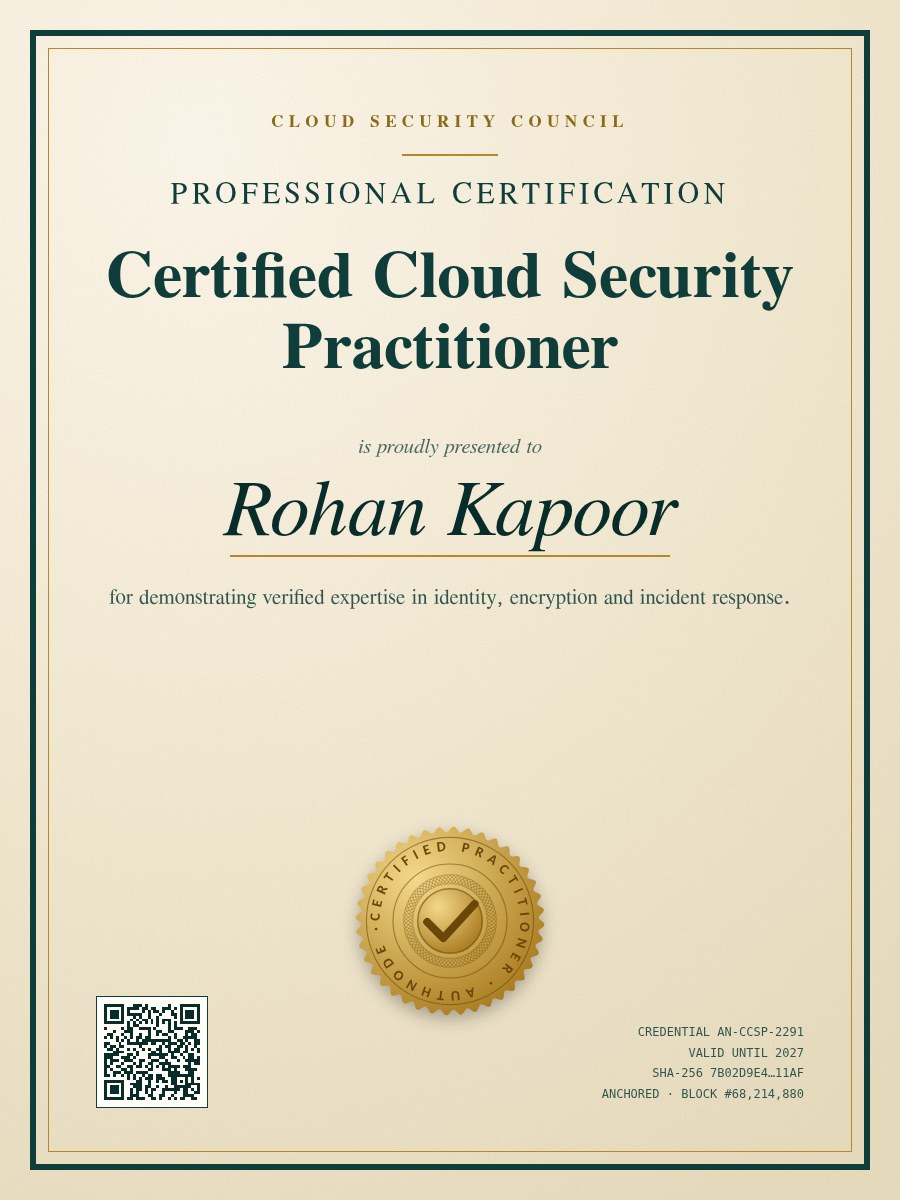 CLOUD SECURITY COUNCIL
PROFESSIONAL CERTIFICATION
Certified Cloud Security
Practitioner
is proudly presented to
Rohan Kapoor
for demonstrating verified expertise in identity, encryption and incident response.
CERTIFIED PRACTITIONER · AUTHNODE ·
CREDENTIAL AN-CCSP-2291
VALID UNTIL 2027
SHA-256 7B02D9E4…11AF
ANCHORED · BLOCK #68,214,880